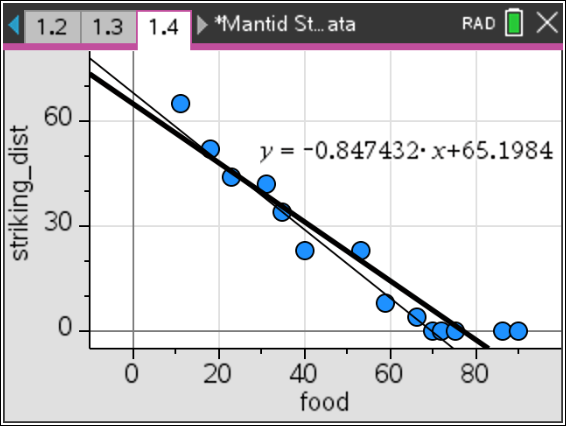 1.2 1.3 1.4 *Mantid St...ata RAD
60
y = -0.847432· x+65.1984
striking_dist
30
0
0 20 40 60 80
food